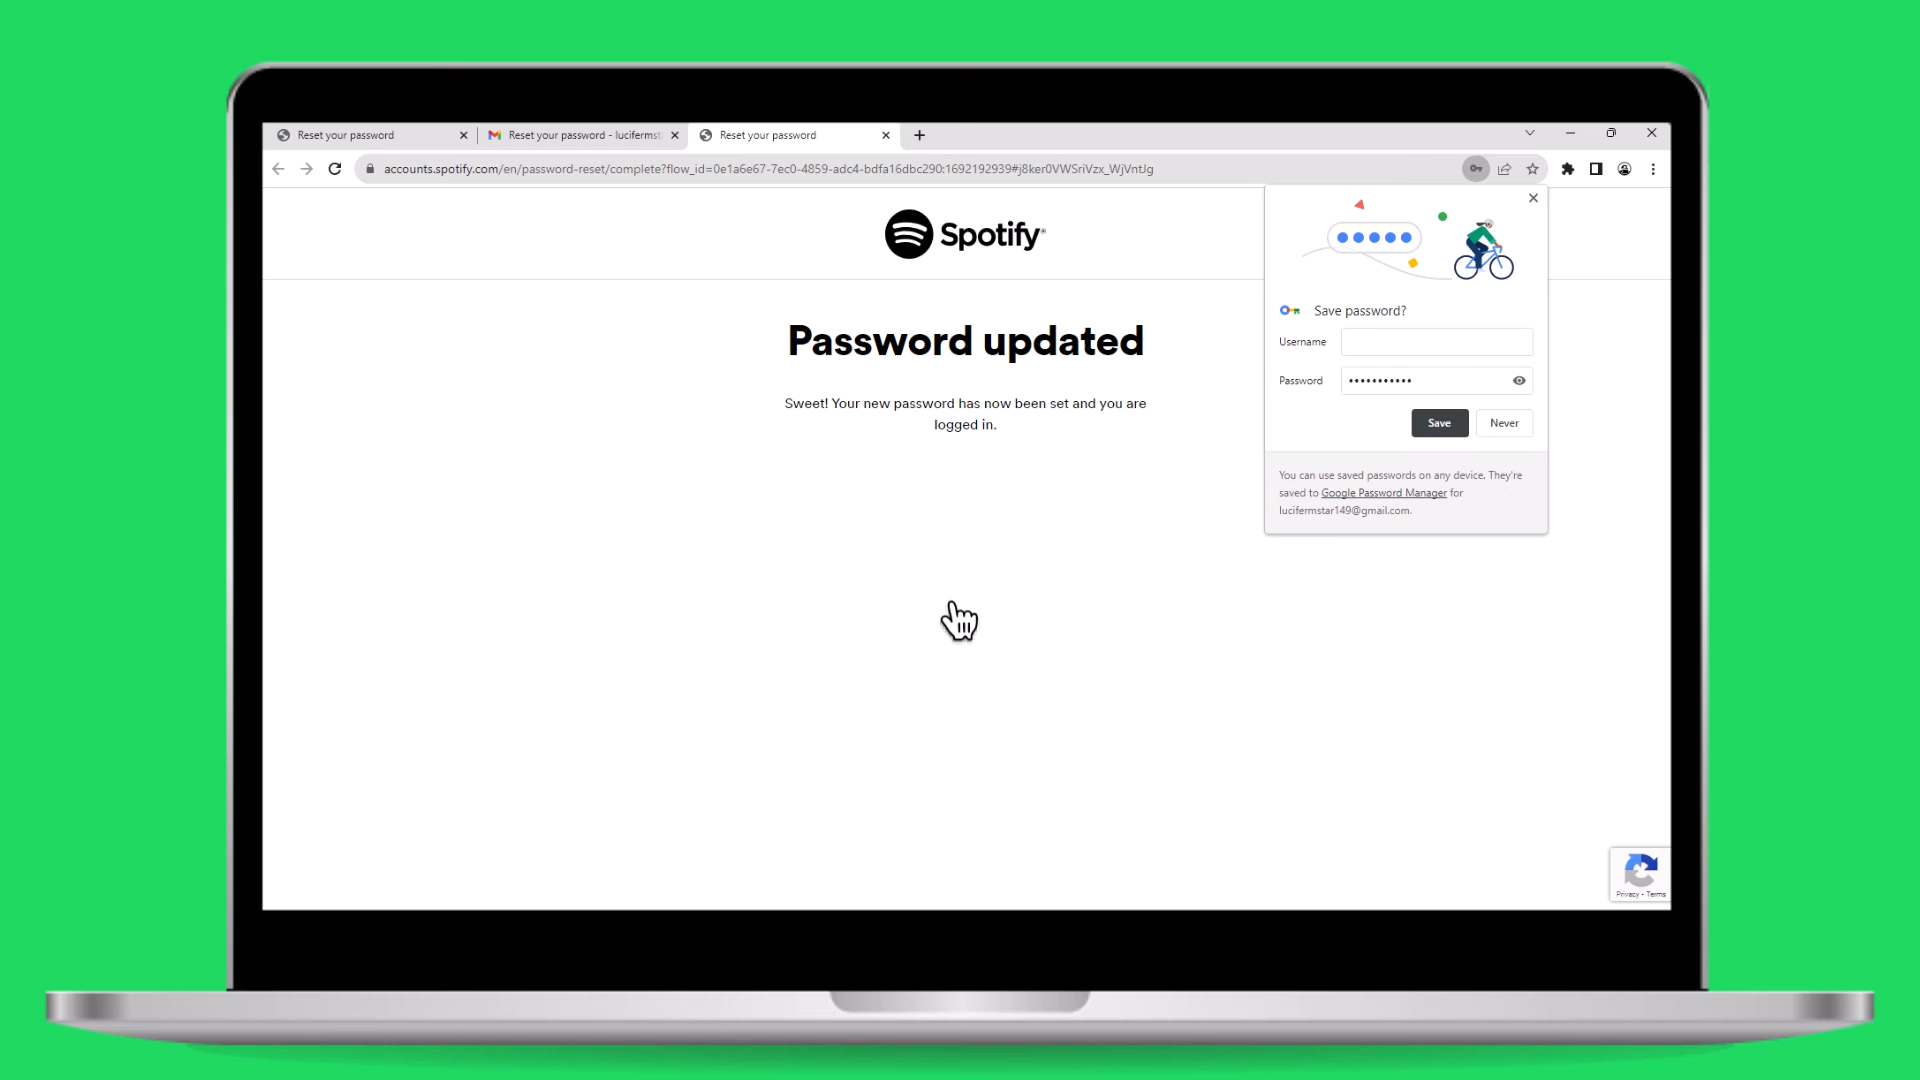 Reset your password
Reset your password - lucifermst
Reset your password
accounts.spotify.com/en/password-reset/complete?flow_id=0e1a6e67-7ec0-4859-adc4-bdfa16dbc290:1692192939#j8ker0VWSriVzx_WjVntJg
Spotify
Password updated
Sweet! Your new password has now been set and you are
logged in.
Save password?
Username
Password
Save Never
You can use saved passwords on any device. They're
saved to Google Password Manager for
lucifermstar149@gmail.com.
Privacy - Terms